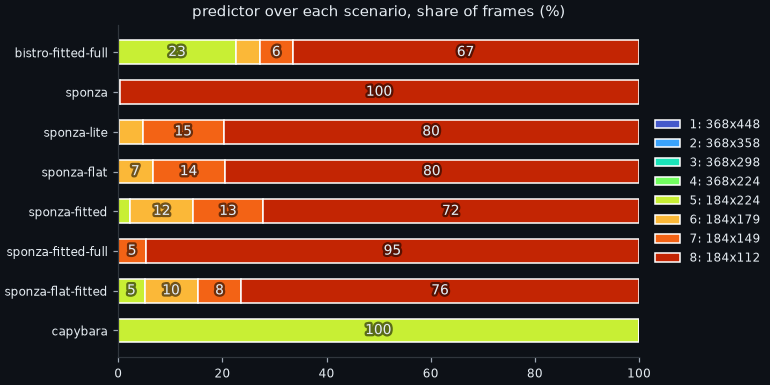 predictor over each scenario, share of frames (%)
bistro-fitted-full 23 6 67
sponza 100
sponza-lite 15 80
sponza-flat 7 14 80
sponza-fitted 12 13 72
sponza-fitted-full 5 95
sponza-flat-fitted 5 10 8 76
capybara 100
0 20 40 60 80 100
1: 368x448
2: 368x358
3: 368x298
4: 368x224
5: 184x224
6: 184x179
7: 184x149
8: 184x112